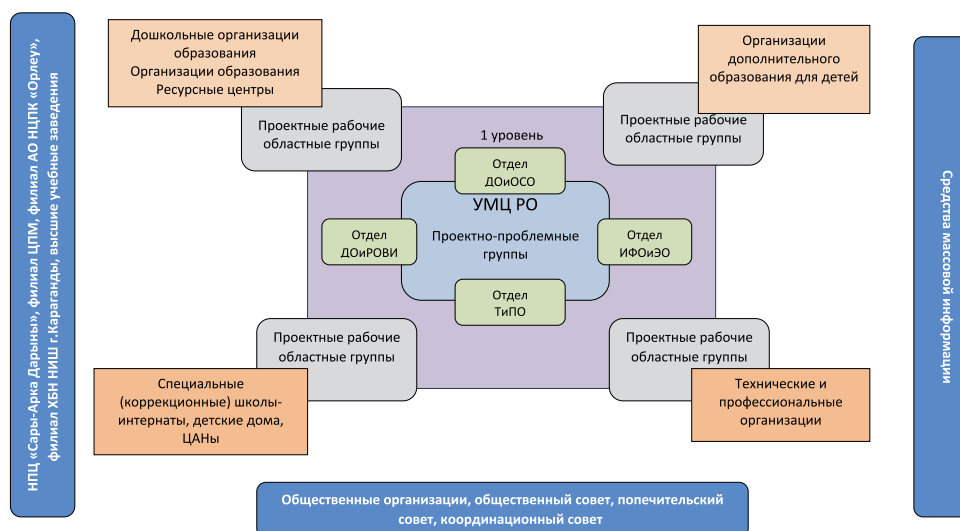 НПЦ «Сары-Арка Дарыны», филиал ЦПМ, филиал АО НЦПК «Орлеу»,
филиал ХБН НИШ г.Караганды, высшие учебные заведения
Дошкольные организации
образования
Организации образования
Ресурсные центры
Организации
дополнительного
образования для детей
Проектные рабочие
областные группы
Проектные рабочие
областные группы
1 уровень
Отдел
ДОиОСО
УМЦ РО
Отдел
ДОиРОВИ
Проектно-проблемные
группы
Отдел
ИФОиЭО
Отдел
ТиПО
Проектные рабочие
областные группы
Проектные рабочие
областные группы
Специальные
(коррекционные) школы-
интернаты, детские дома,
ЦАНы
Технические и
профессиональные
организации
Средства массовой информации
Общественные организации, общественный совет, попечительский
совет, координационный совет